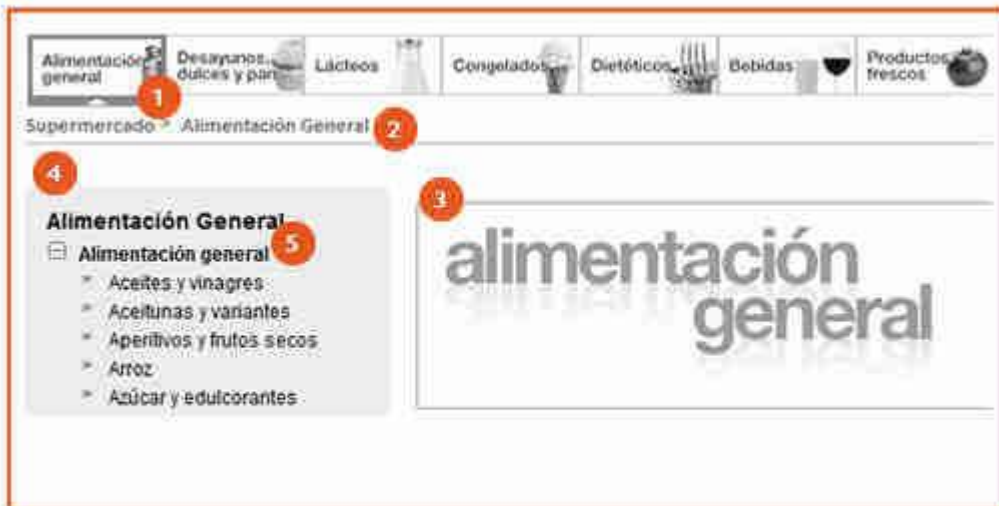 Alimentación
general
Desayunos
dulces y pan
Lácteos
Congelados
Dietéticos
Bebidas
Productos
frescos
1
Supermercado » Alimentación General 2
4
3
Alimentación General
Alimentación general 5
» Aceites y vinagres
» Aceitunas y variantes
» Aperitivos y frutos secos
» Arroz
» Azúcar y edulcorantes
alimentación
general